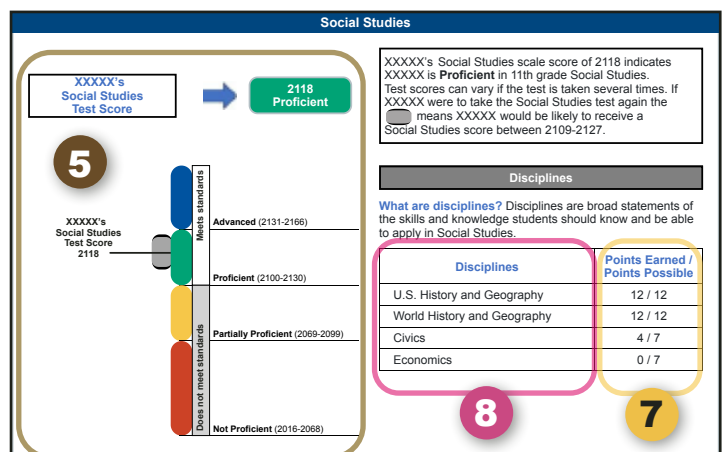 Social Studies
XXXXX's
Social Studies
Test Score
2118
Proficient
5
XXXXX's
Social Studies
Test Score
2118
Meets standards
Does not meet standards
Advanced (2131-2166)
Proficient (2100-2130)
Partially Proficient (2069-2099)
Not Proficient (2016-2068)
XXXXX's Social Studies scale score of 2118 indicates
XXXXX is Proficient in 11th grade Social Studies.
Test scores can vary if the test is taken several times. If
XXXXX were to take the Social Studies test again the
means XXXXX would be likely to receive a
Social Studies score between 2109-2127.
Disciplines
What are disciplines? Disciplines are broad statements of
the skills and knowledge students should know and be able
to apply in Social Studies.
Disciplines
Points Earned /
Points Possible
U.S. History and Geography 12 / 12
World History and Geography 12 / 12
Civics 4 / 7
Economics 0 / 7
8
7